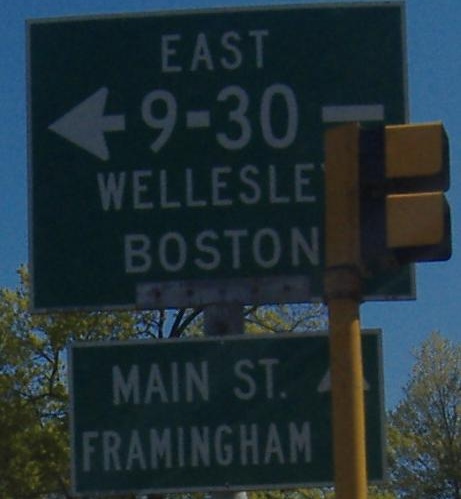 EAST
9-30
WELLESLEY
BOSTON
MAIN ST.
FRAMINGHAM